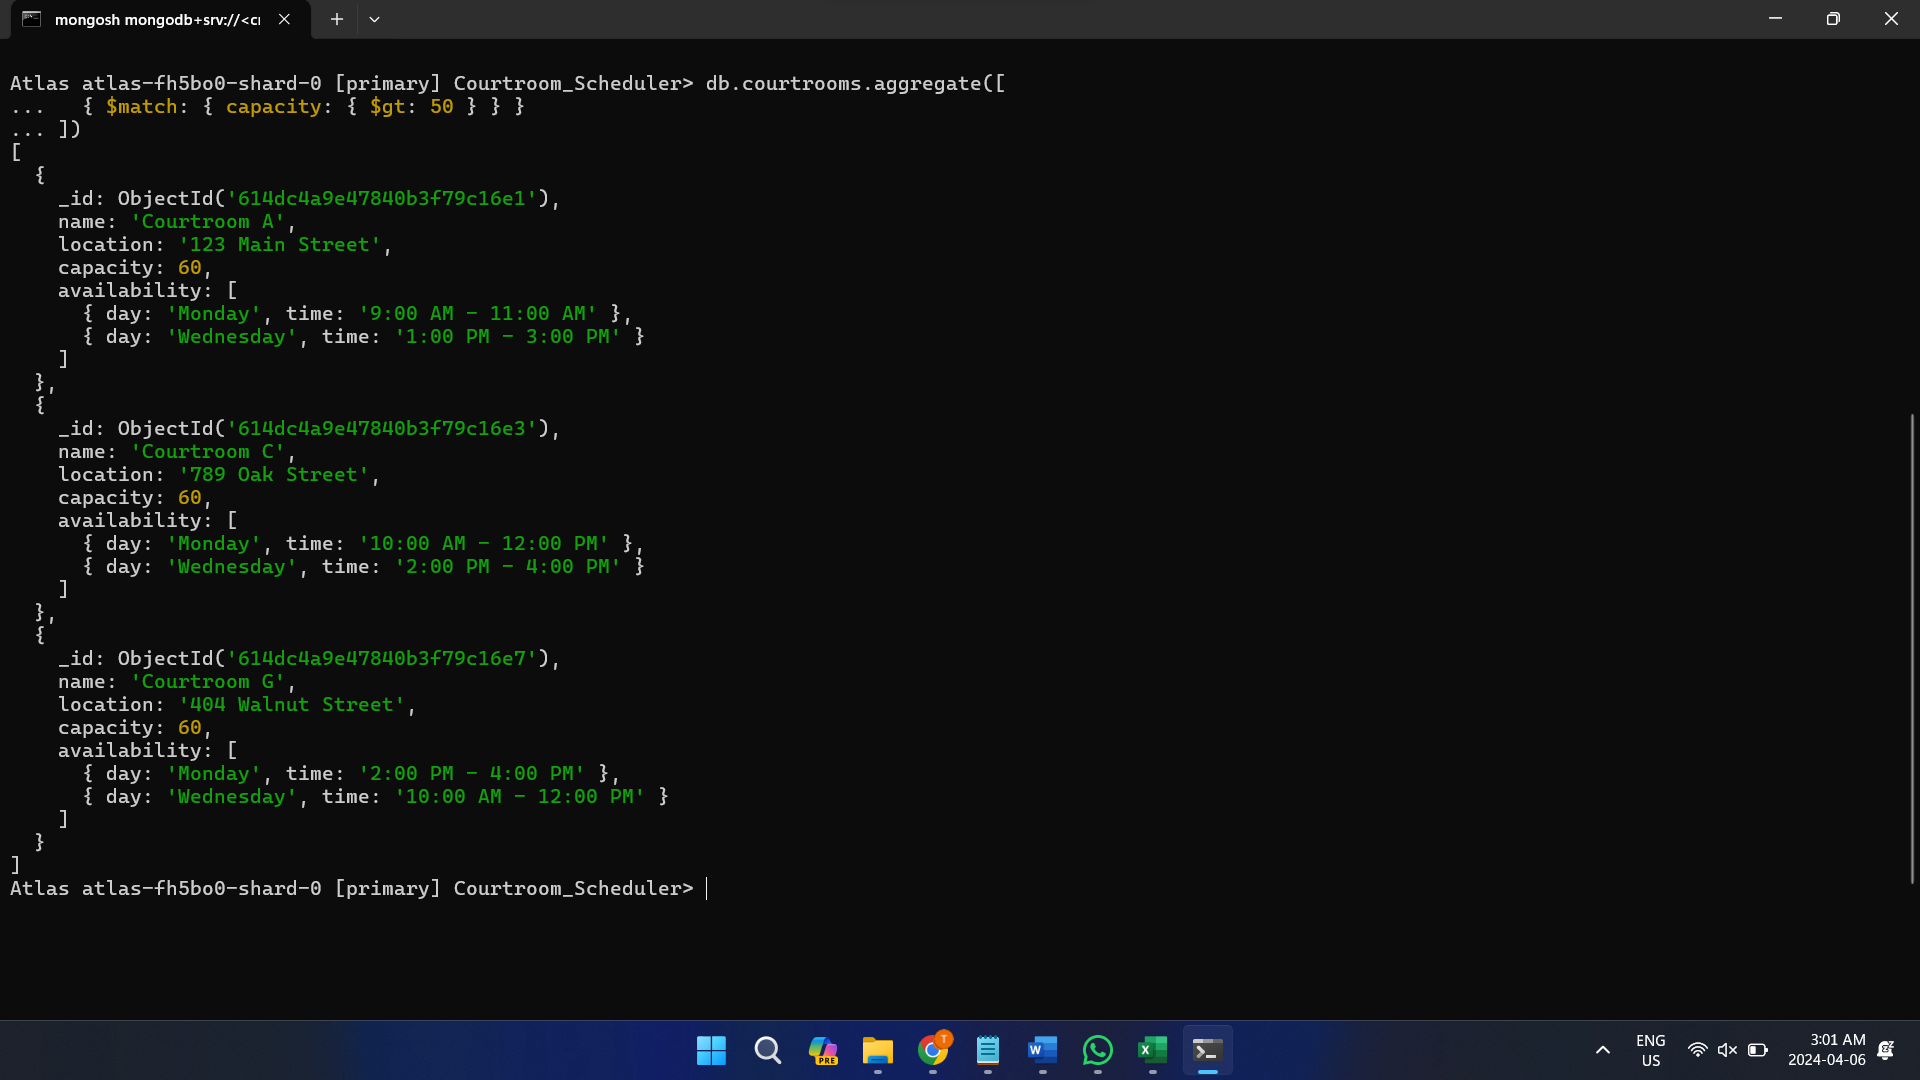 mongosh mongodb+srv://<cr
Atlas atlas-fh5bo0-shard-0 [primary] Courtroom_Scheduler> db.courtrooms.aggregate([
...   { $match: { capacity: { $gt: 50 } } }
... ])
[
  {
    _id: ObjectId('614dc4a9e47840b3f79c16e1'),
    name: 'Courtroom A',
    location: '123 Main Street',
    capacity: 60,
    availability: [
      { day: 'Monday', time: '9:00 AM - 11:00 AM' },
      { day: 'Wednesday', time: '1:00 PM - 3:00 PM' }
    ]
  },
  {
    _id: ObjectId('614dc4a9e47840b3f79c16e3'),
    name: 'Courtroom C',
    location: '789 Oak Street',
    capacity: 60,
    availability: [
      { day: 'Monday', time: '10:00 AM - 12:00 PM' },
      { day: 'Wednesday', time: '2:00 PM - 4:00 PM' }
    ]
  },
  {
    _id: ObjectId('614dc4a9e47840b3f79c16e7'),
    name: 'Courtroom G',
    location: '404 Walnut Street',
    capacity: 60,
    availability: [
      { day: 'Monday', time: '2:00 PM - 4:00 PM' },
      { day: 'Wednesday', time: '10:00 AM - 12:00 PM' }
    ]
  }
]
Atlas atlas-fh5bo0-shard-0 [primary] Courtroom_Scheduler>
PRE
T
W
X
ENG
US
3:01 AM
2024-04-06